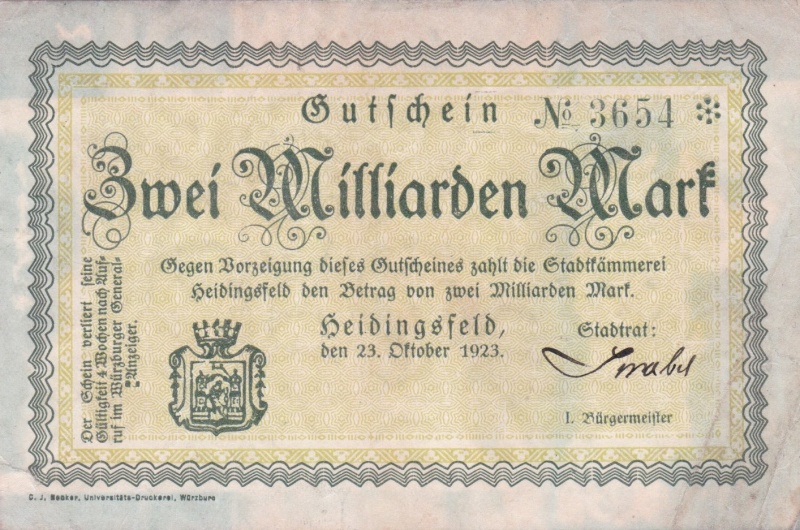 Gutschein № 3654 *
Zwei Milliarden Mark
Gegen Vorzeigung dieses Gutscheines zahlt die Stadtkämmerei
Heidingsfeld den Betrag von zwei Milliarden Mark.
Heidingsfeld,
den 23. Oktober 1923.
Stadtrat:
I. Bürgermeister
Der Schein verliert seine
Gültigkeit 4 Wochen nach Auf-
ruf im Würzburger General-
Anzeiger.
C. J. Becker, Universitäts-Druckerei, Würzburg